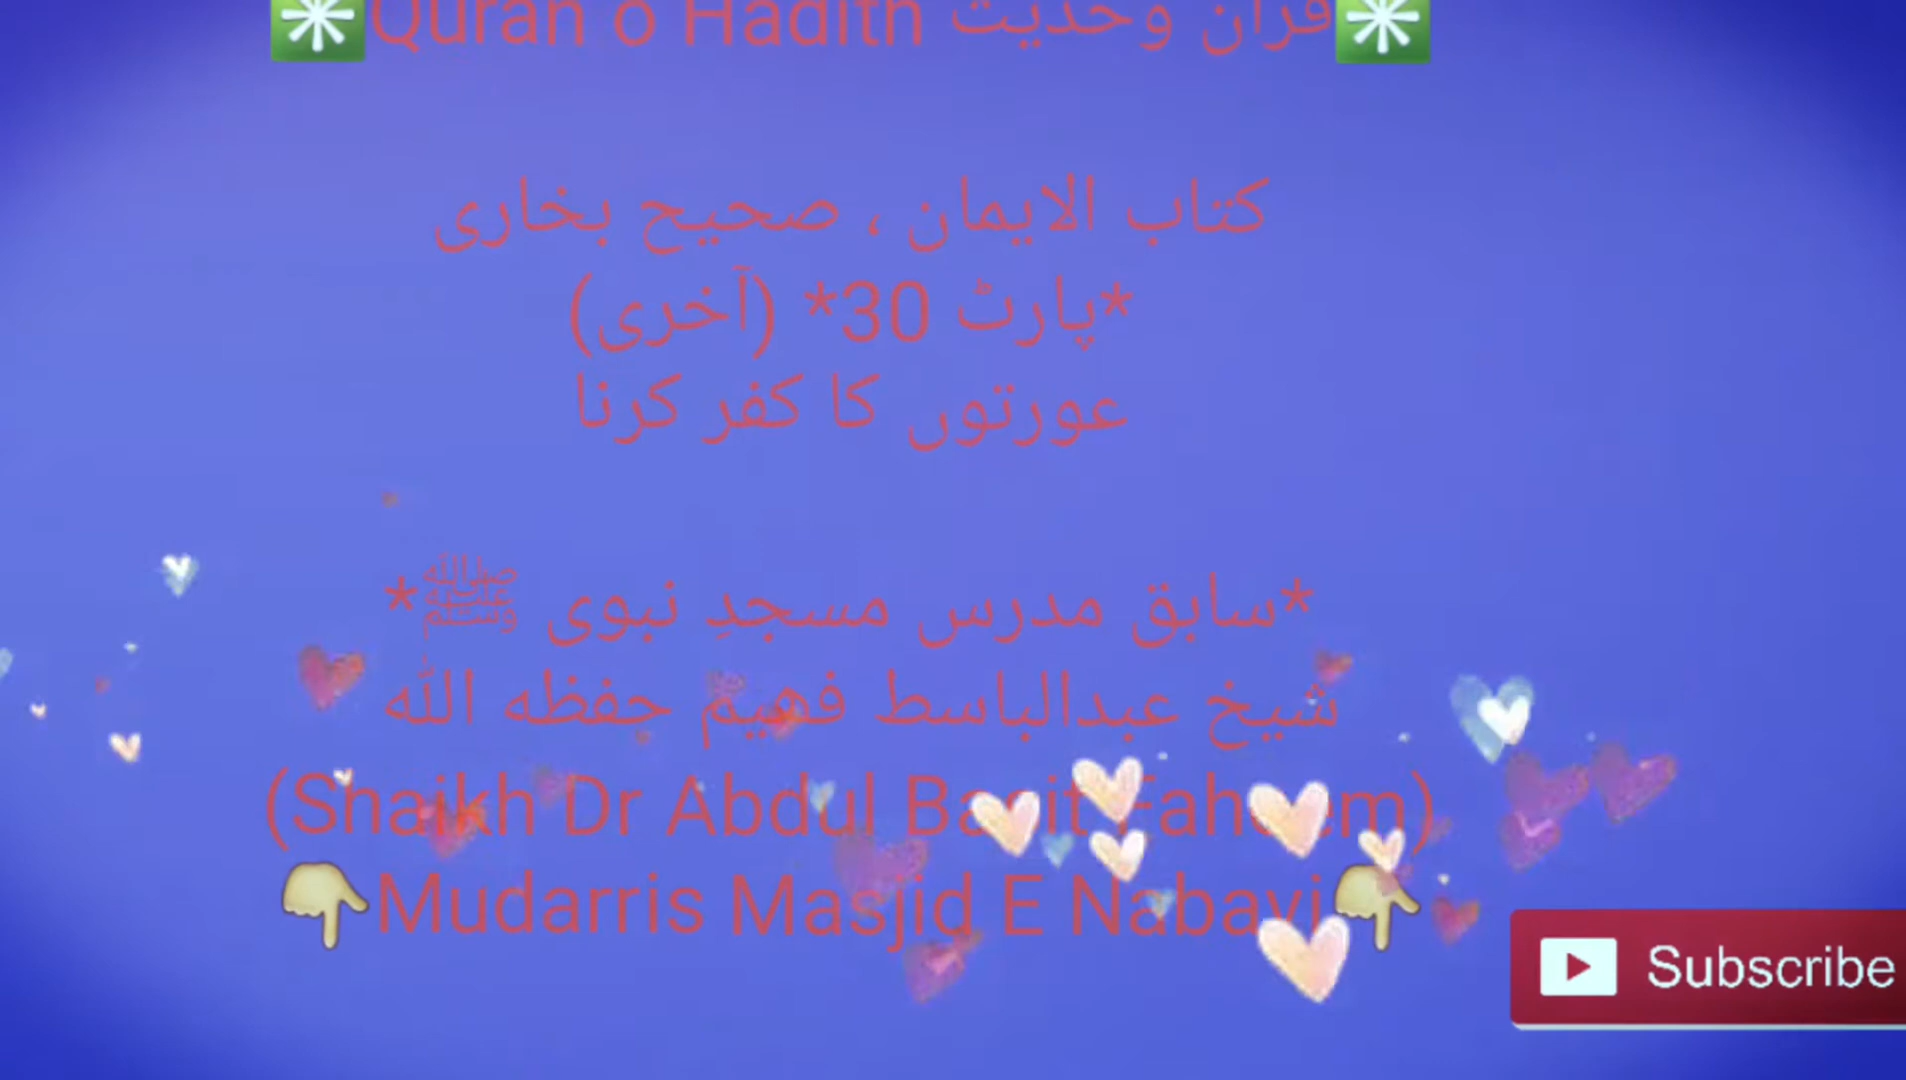 ✳️Quran o Hadith قرآن وحدیث✳️
کتاب الایمان ، صحیح بخاری
*پارٹ 30* (آخری)
عورتوں کا کفر کرنا
*سابق مدرس مسجدِ نبوی ﷺ*
شیخ عبدالباسط فہیم حفظه اللّٰه
(Shaikh Dr Abdul Basit Faheem)
👇Mudarris Masjid E Nabavi👇
Subscribe